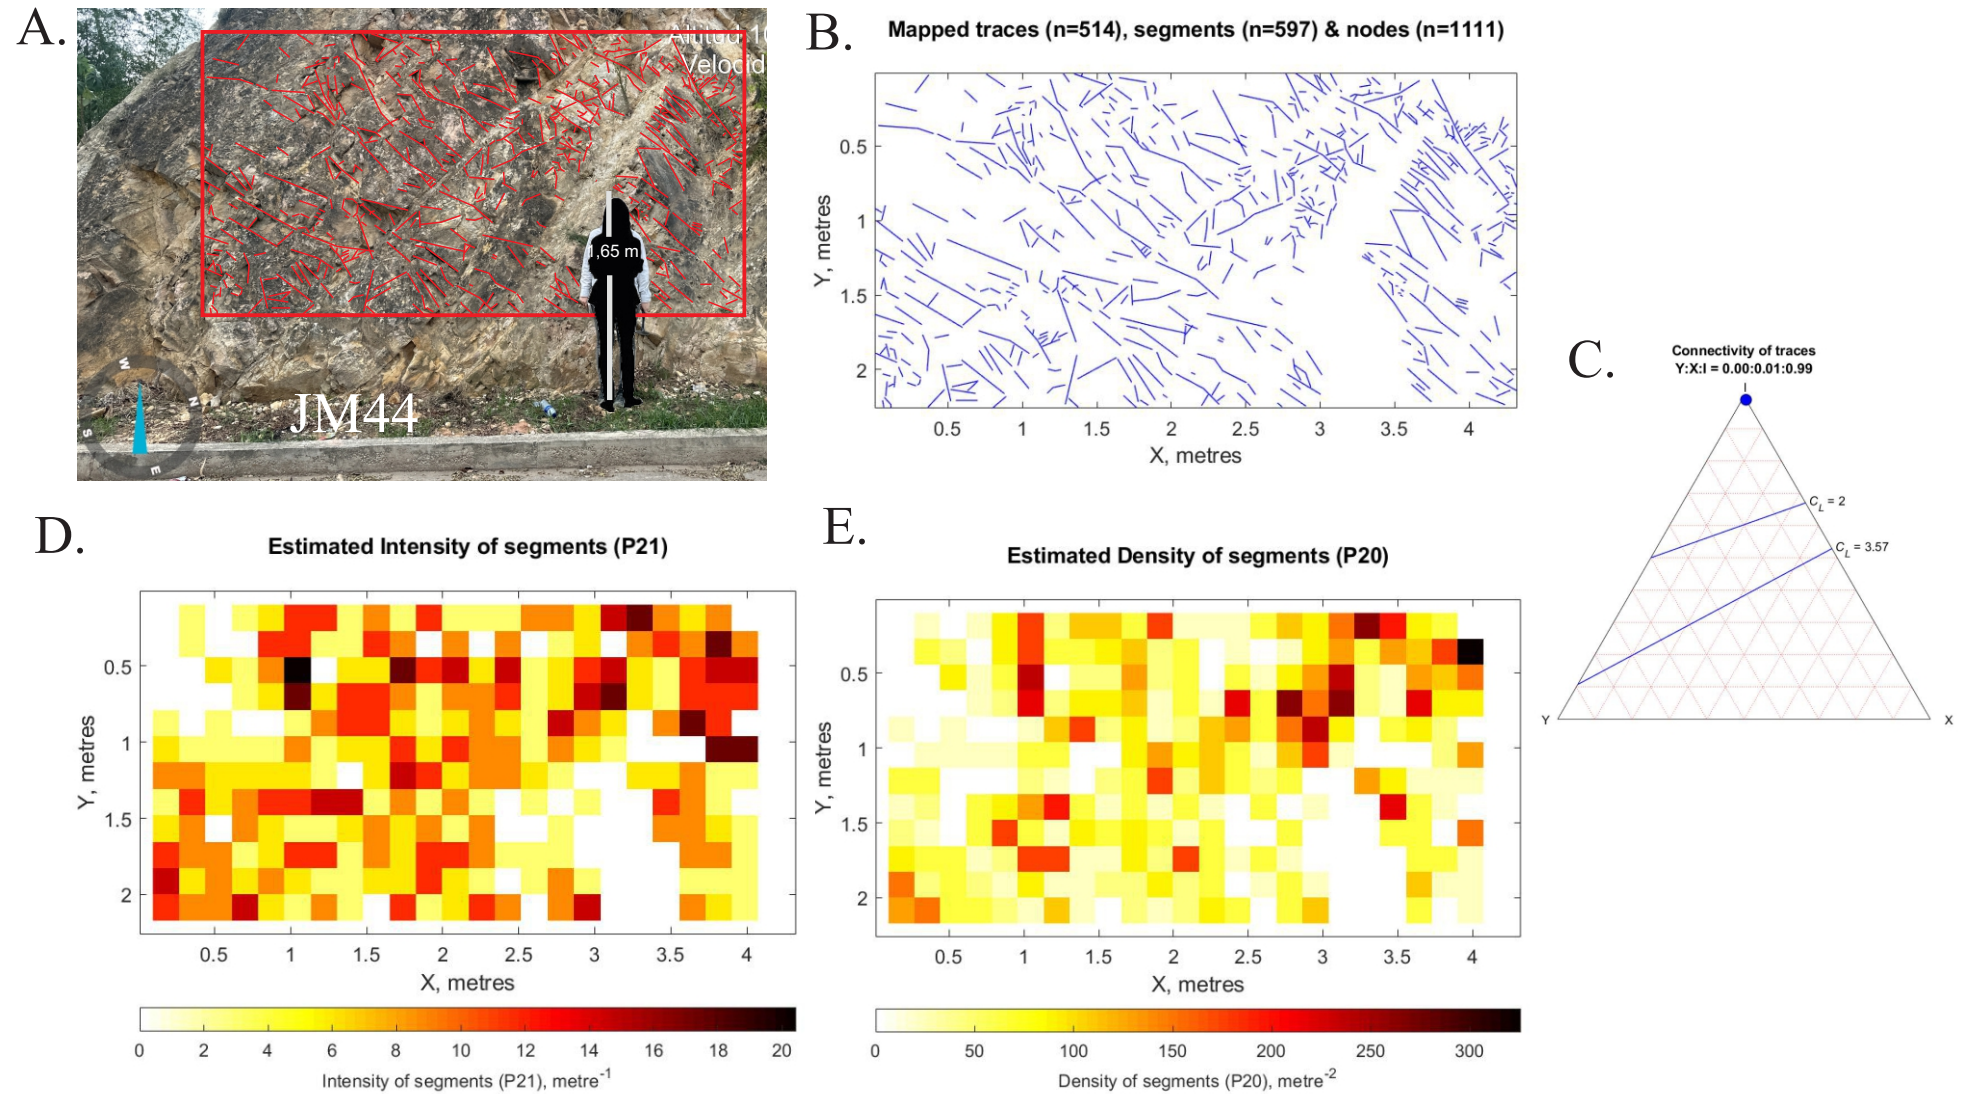 A.
Altitud 10
Velocid
1,65 m
JM44
W
N
S
E
B.
Mapped traces (n=514), segments (n=597) & nodes (n=1111)
0.5
1
1.5
2
Y, metres
0.5 1 1.5 2 2.5 3 3.5 4
X, metres
C.
Connectivity of traces
Y:X:I = 0.00:0.01:0.99
I
C_L = 2
C_L = 3.57
Y
X
D.
Estimated Intensity of segments (P21)
0.5
1
1.5
2
Y, metres
0.5 1 1.5 2 2.5 3 3.5 4
X, metres
0 2 4 6 8 10 12 14 16 18 20
Intensity of segments (P21), metre⁻¹
E.
Estimated Density of segments (P20)
0.5
1
1.5
2
Y, metres
0.5 1 1.5 2 2.5 3 3.5 4
X, metres
0 50 100 150 200 250 300
Density of segments (P20), metre⁻²